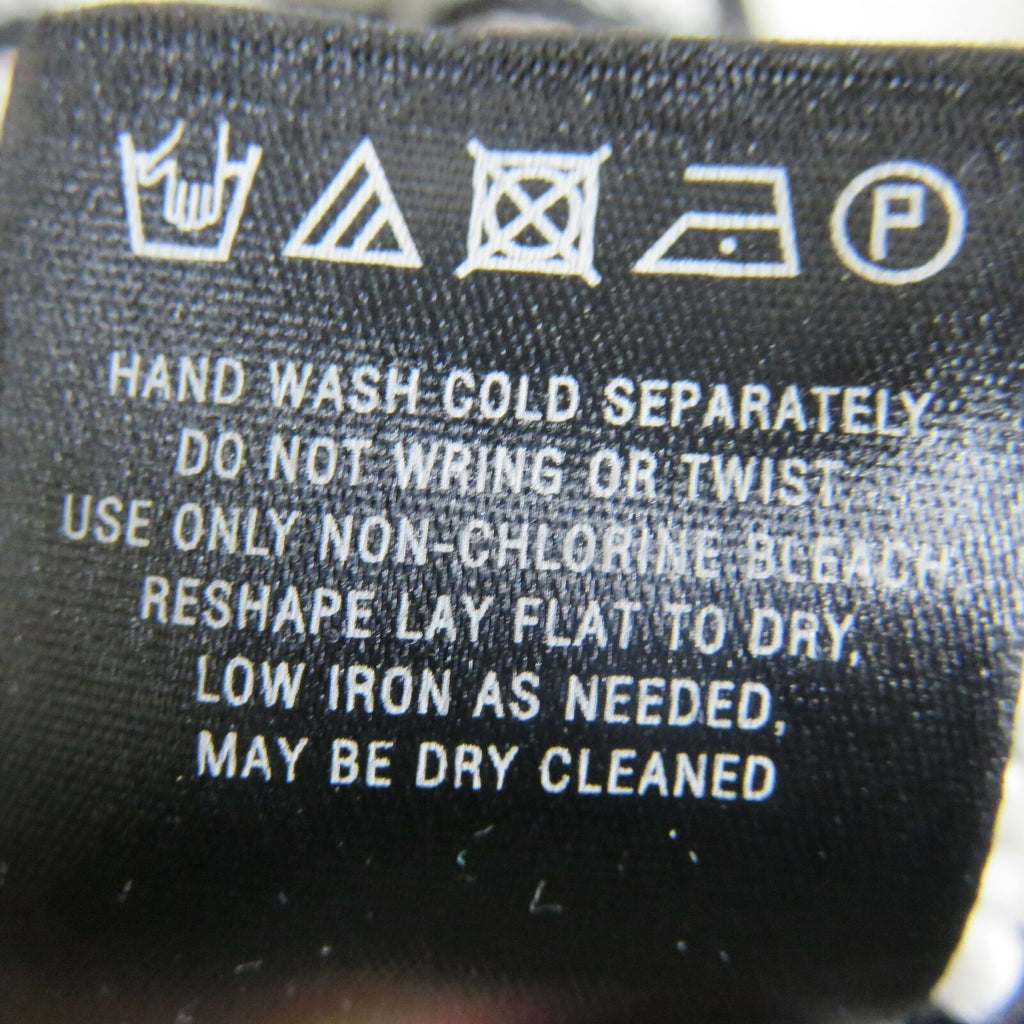 P
HAND WASH COLD SEPARATELY,
DO NOT WRING OR TWIST
USE ONLY NON-CHLORINE BLEACH
RESHAPE LAY FLAT TO DRY,
LOW IRON AS NEEDED,
MAY BE DRY CLEANED